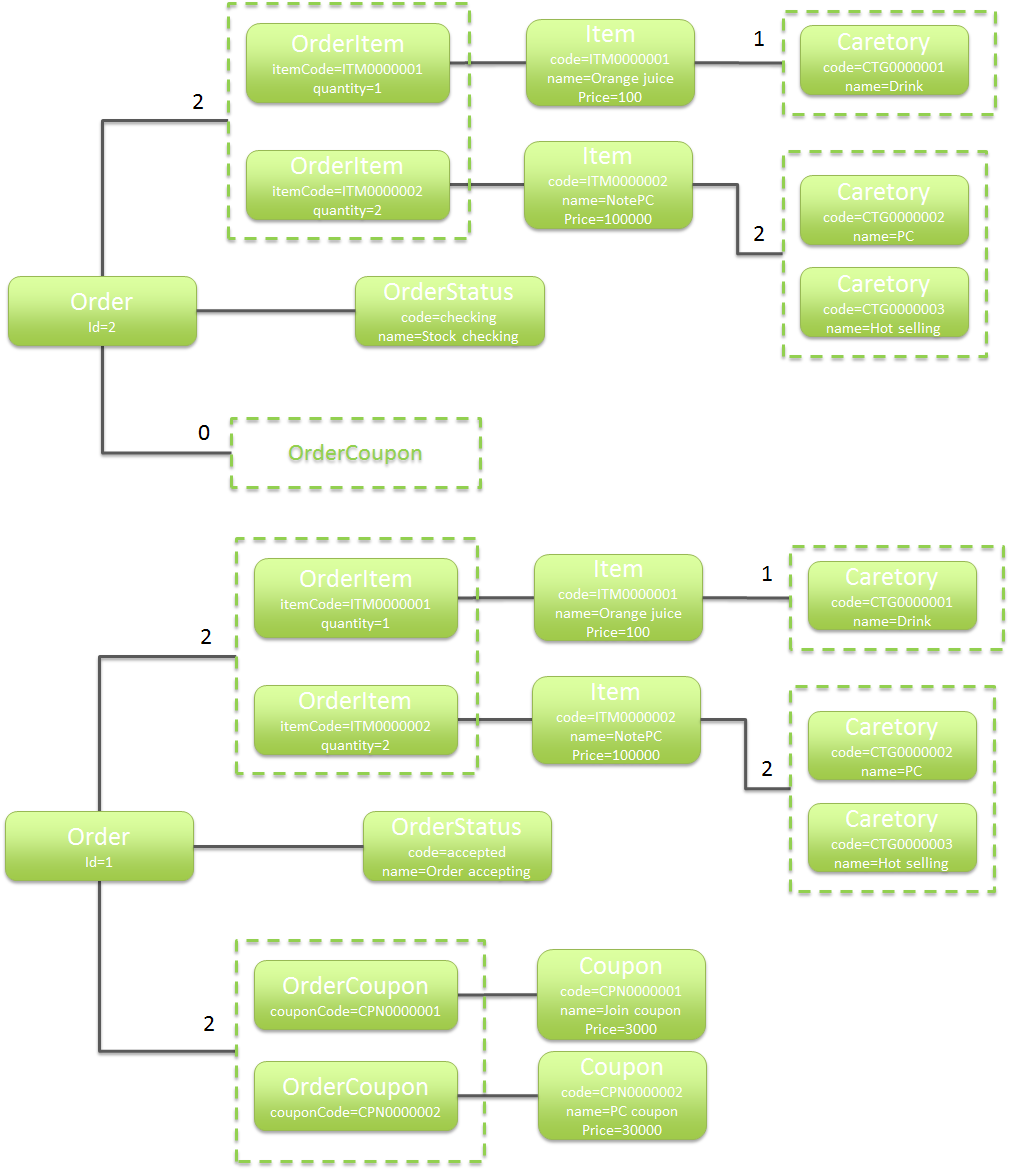 OrderItem
itemCode=ITM0000001
quantity=1
Item
code=ITM0000001
name=Orange juice
Price=100
1
Caretory
code=CTG0000001
name=Drink
2
OrderItem
itemCode=ITM0000002
quantity=2
Item
code=ITM0000002
name=NotePC
Price=100000
2
Caretory
code=CTG0000002
name=PC
Caretory
code=CTG0000003
name=Hot selling
Order
Id=2
OrderStatus
code=checking
name=Stock checking
0
OrderCoupon
OrderItem
itemCode=ITM0000001
quantity=1
Item
code=ITM0000001
name=Orange juice
Price=100
1
Caretory
code=CTG0000001
name=Drink
2
OrderItem
itemCode=ITM0000002
quantity=2
Item
code=ITM0000002
name=NotePC
Price=100000
2
Caretory
code=CTG0000002
name=PC
Caretory
code=CTG0000003
name=Hot selling
Order
Id=1
OrderStatus
code=accepted
name=Order accepting
2
OrderCoupon
couponCode=CPN0000001
Coupon
code=CPN0000001
name=Join coupon
Price=3000
OrderCoupon
couponCode=CPN0000002
Coupon
code=CPN0000002
name=PC coupon
Price=30000